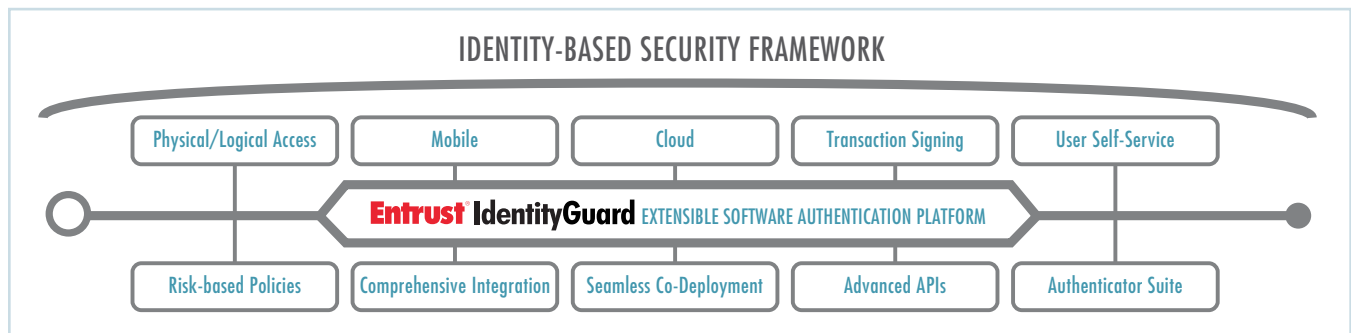 IDENTITY-BASED SECURITY FRAMEWORK
Physical/Logical Access
Mobile
Cloud
Transaction Signing
User Self-Service
Entrust® IdentityGuard EXTENSIBLE SOFTWARE AUTHENTICATION PLATFORM
Risk-based Policies
Comprehensive Integration
Seamless Co-Deployment
Advanced APIs
Authenticator Suite